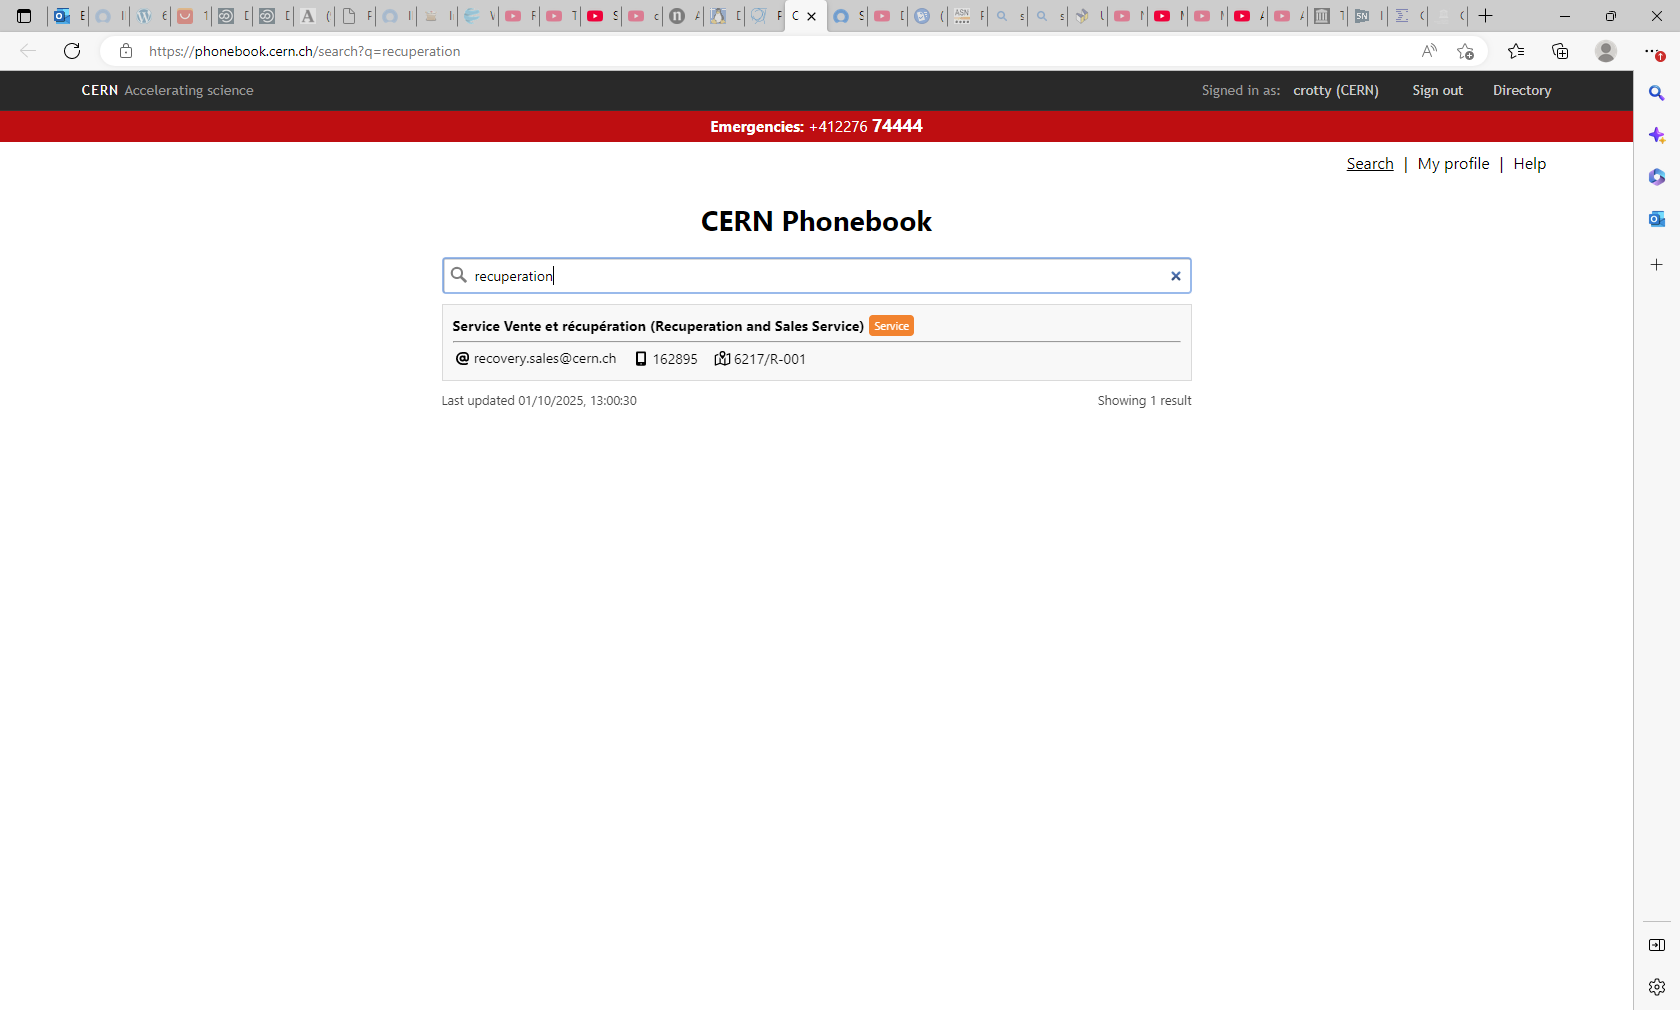 https://phonebook.cern.ch/search?q=recuperation
CERN Accelerating science
Signed in as: crotty (CERN) Sign out Directory
Emergencies: +412276 74444
Search | My profile | Help
CERN Phonebook
recuperation
Service Vente et récupération (Recuperation and Sales Service) Service
recovery.sales@cern.ch 162895 6217/R-001
Last updated 01/10/2025, 13:00:30 Showing 1 result